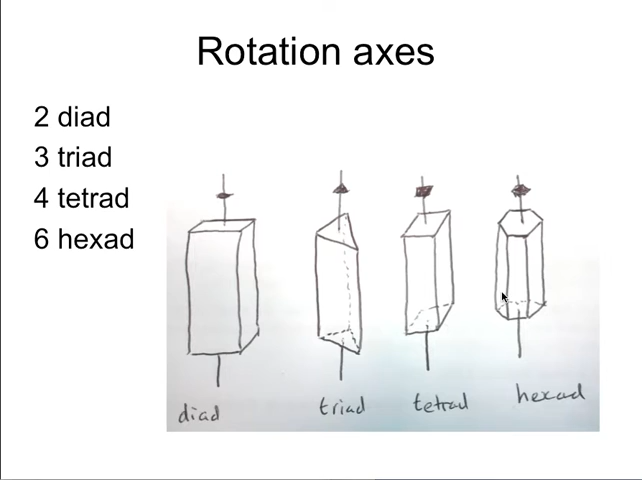 Rotation axes
2 diad
3 triad
4 tetrad
6 hexad
diad
triad
tetrad
hexad